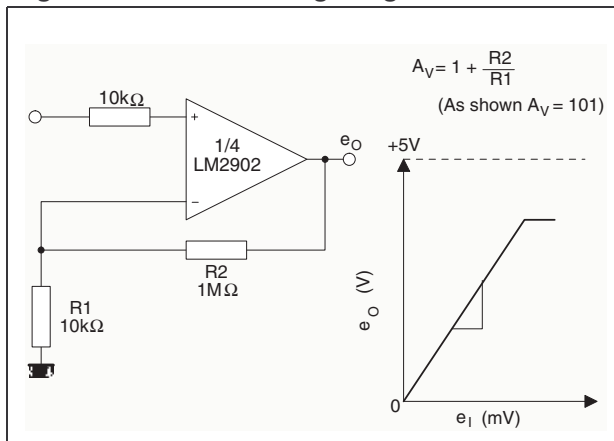 A_V = 1 + R2/R1
(As shown A_V = 101)
10kΩ
+
1/4
LM2902
−
e_O
R2
1MΩ
R1
10kΩ
+5V
e_O (V)
0
e_I (mV)